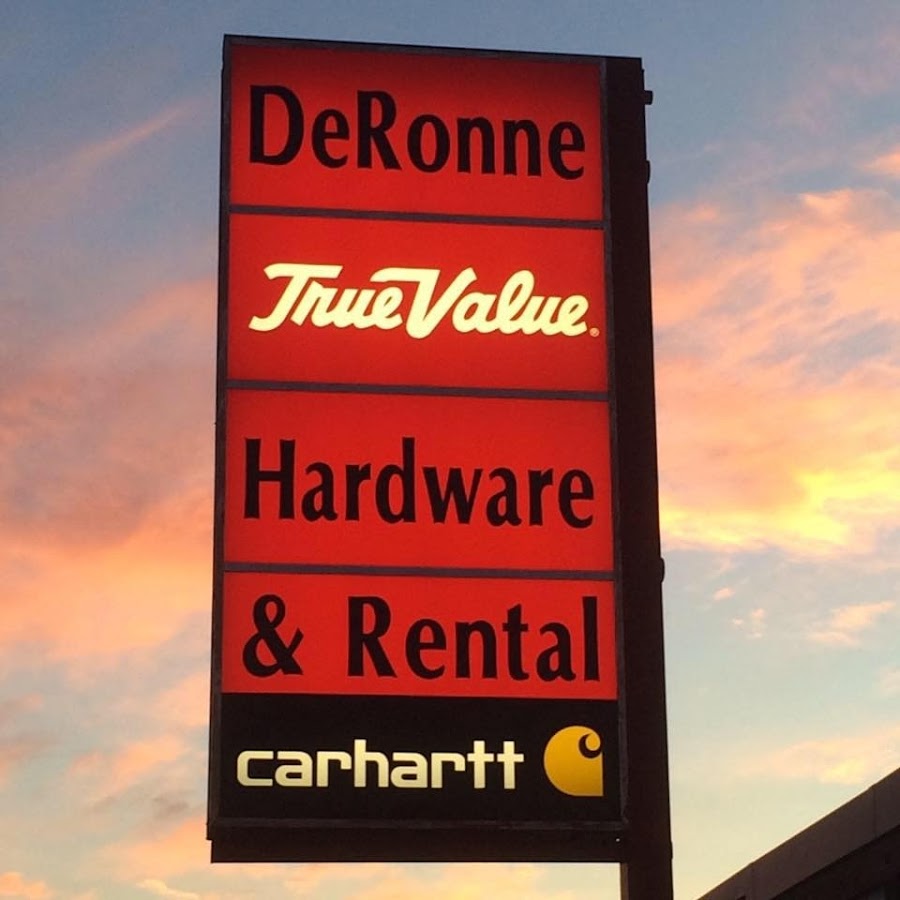 DeRonne
True Value®
Hardware
& Rental
carhartt